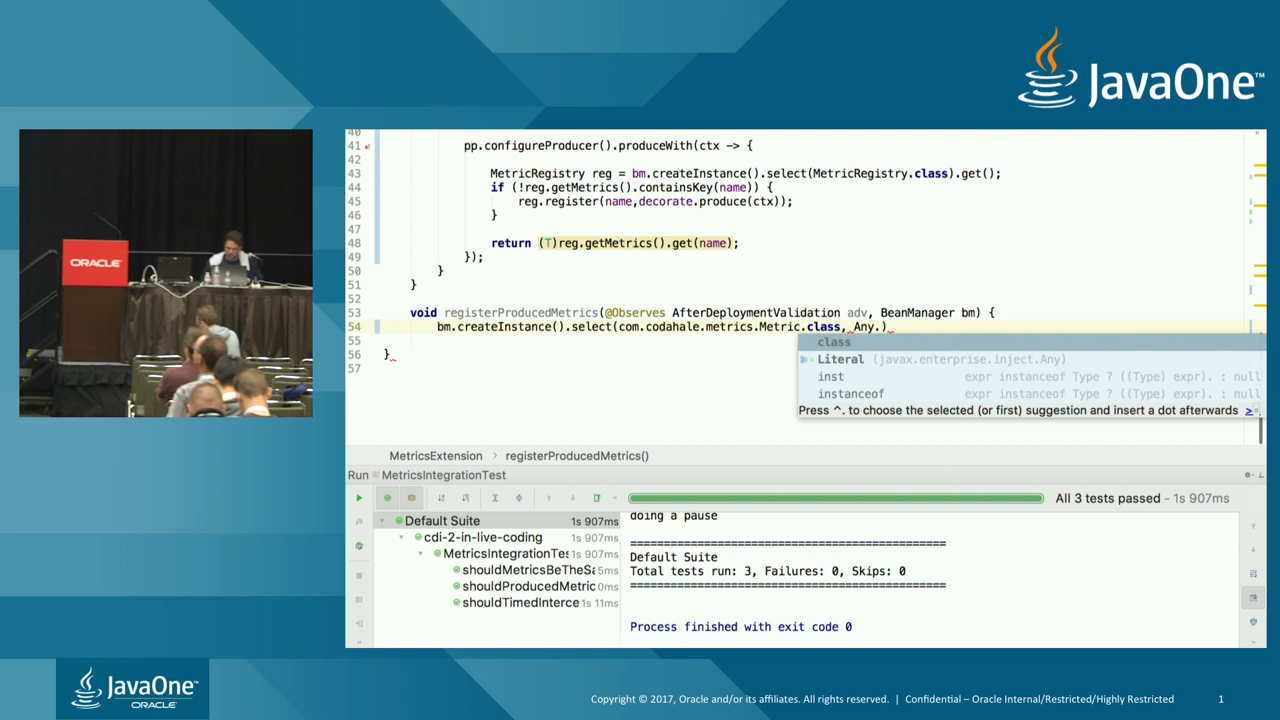 JavaOne™
ORACLE
40
41 pp.configureProducer().produceWith(ctx -> {
42
43 MetricRegistry reg = bm.createInstance().select(MetricRegistry.class).get();
44 if (!reg.getMetrics().containsKey(name)) {
45 reg.register(name,decorate.produce(ctx));
46 }
47
48 return (T)reg.getMetrics().get(name);
49 });
50 }
51 }
52
53 void registerProducedMetrics(@Observes AfterDeploymentValidation adv, BeanManager bm) {
54 bm.createInstance().select(com.codahale.metrics.Metric.class, Any.)
55
56 }
57
class
Literal (javax.enterprise.inject.Any)
inst expr instanceof Type ? ((Type) expr). : null
instanceof expr instanceof Type ? ((Type) expr). : null
Press ^. to choose the selected (or first) suggestion and insert a dot afterwards >>
MetricsExtension > registerProducedMetrics()
Run MetricsIntegrationTest
All 3 tests passed - 1s 907ms
Default Suite 1s 907ms
cdi-2-in-live-coding 1s 907ms
MetricsIntegrationTes 1s 907ms
shouldMetricsBeTheSa 5ms
shouldProducedMetric 0ms
shouldTimedInterce 1s 11ms
doing a pause
===============================================
Default Suite
Total tests run: 3, Failures: 0, Skips: 0
===============================================
Process finished with exit code 0
JavaOne™
ORACLE
Copyright © 2017, Oracle and/or its affiliates. All rights reserved. | Confidential – Oracle Internal/Restricted/Highly Restricted 1